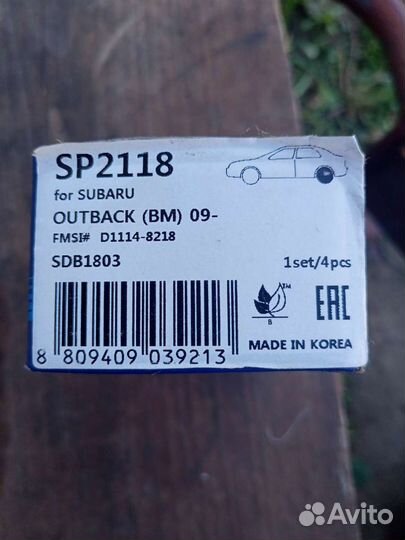 SP2118
for SUBARU
OUTBACK (BM) 09-
FMSI# D1114-8218
SDB1803
1set/4pcs
TM
B
EAC
MADE IN KOREA
8 809409 039213
Avito